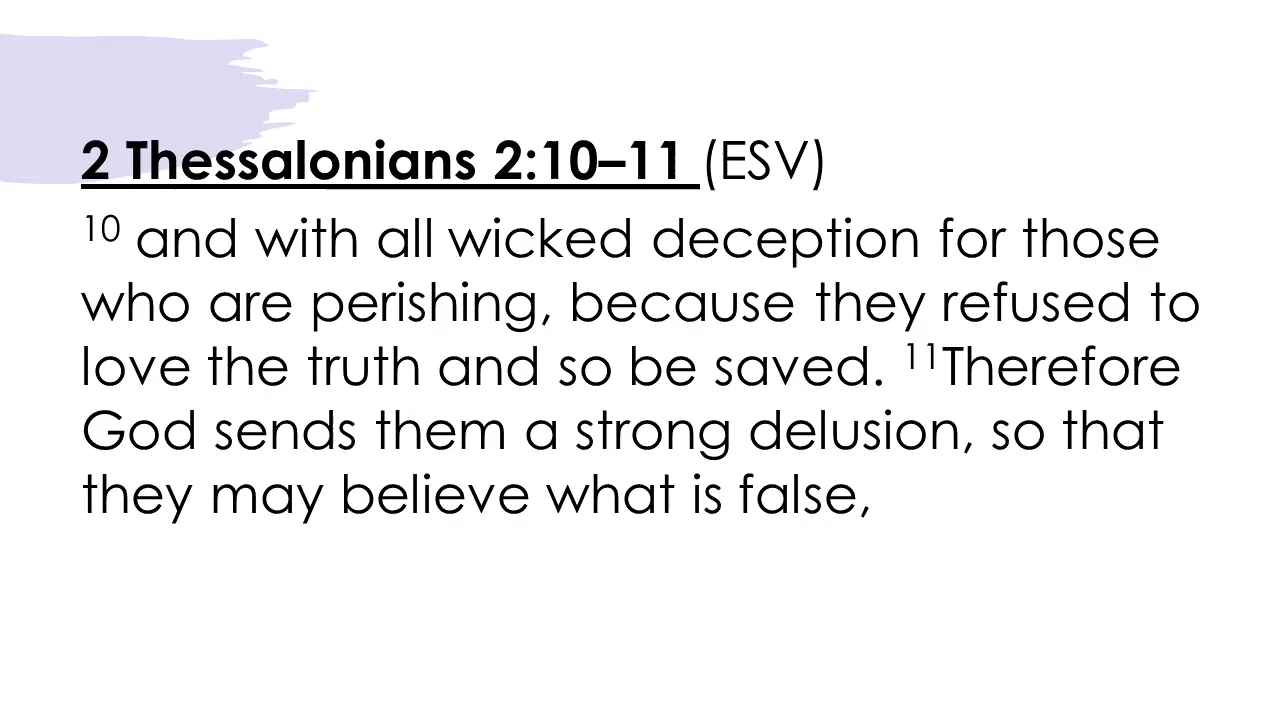 2 Thessalonians 2:10–11 (ESV)
10 and with all wicked deception for those
who are perishing, because they refused to
love the truth and so be saved. 11Therefore
God sends them a strong delusion, so that
they may believe what is false,